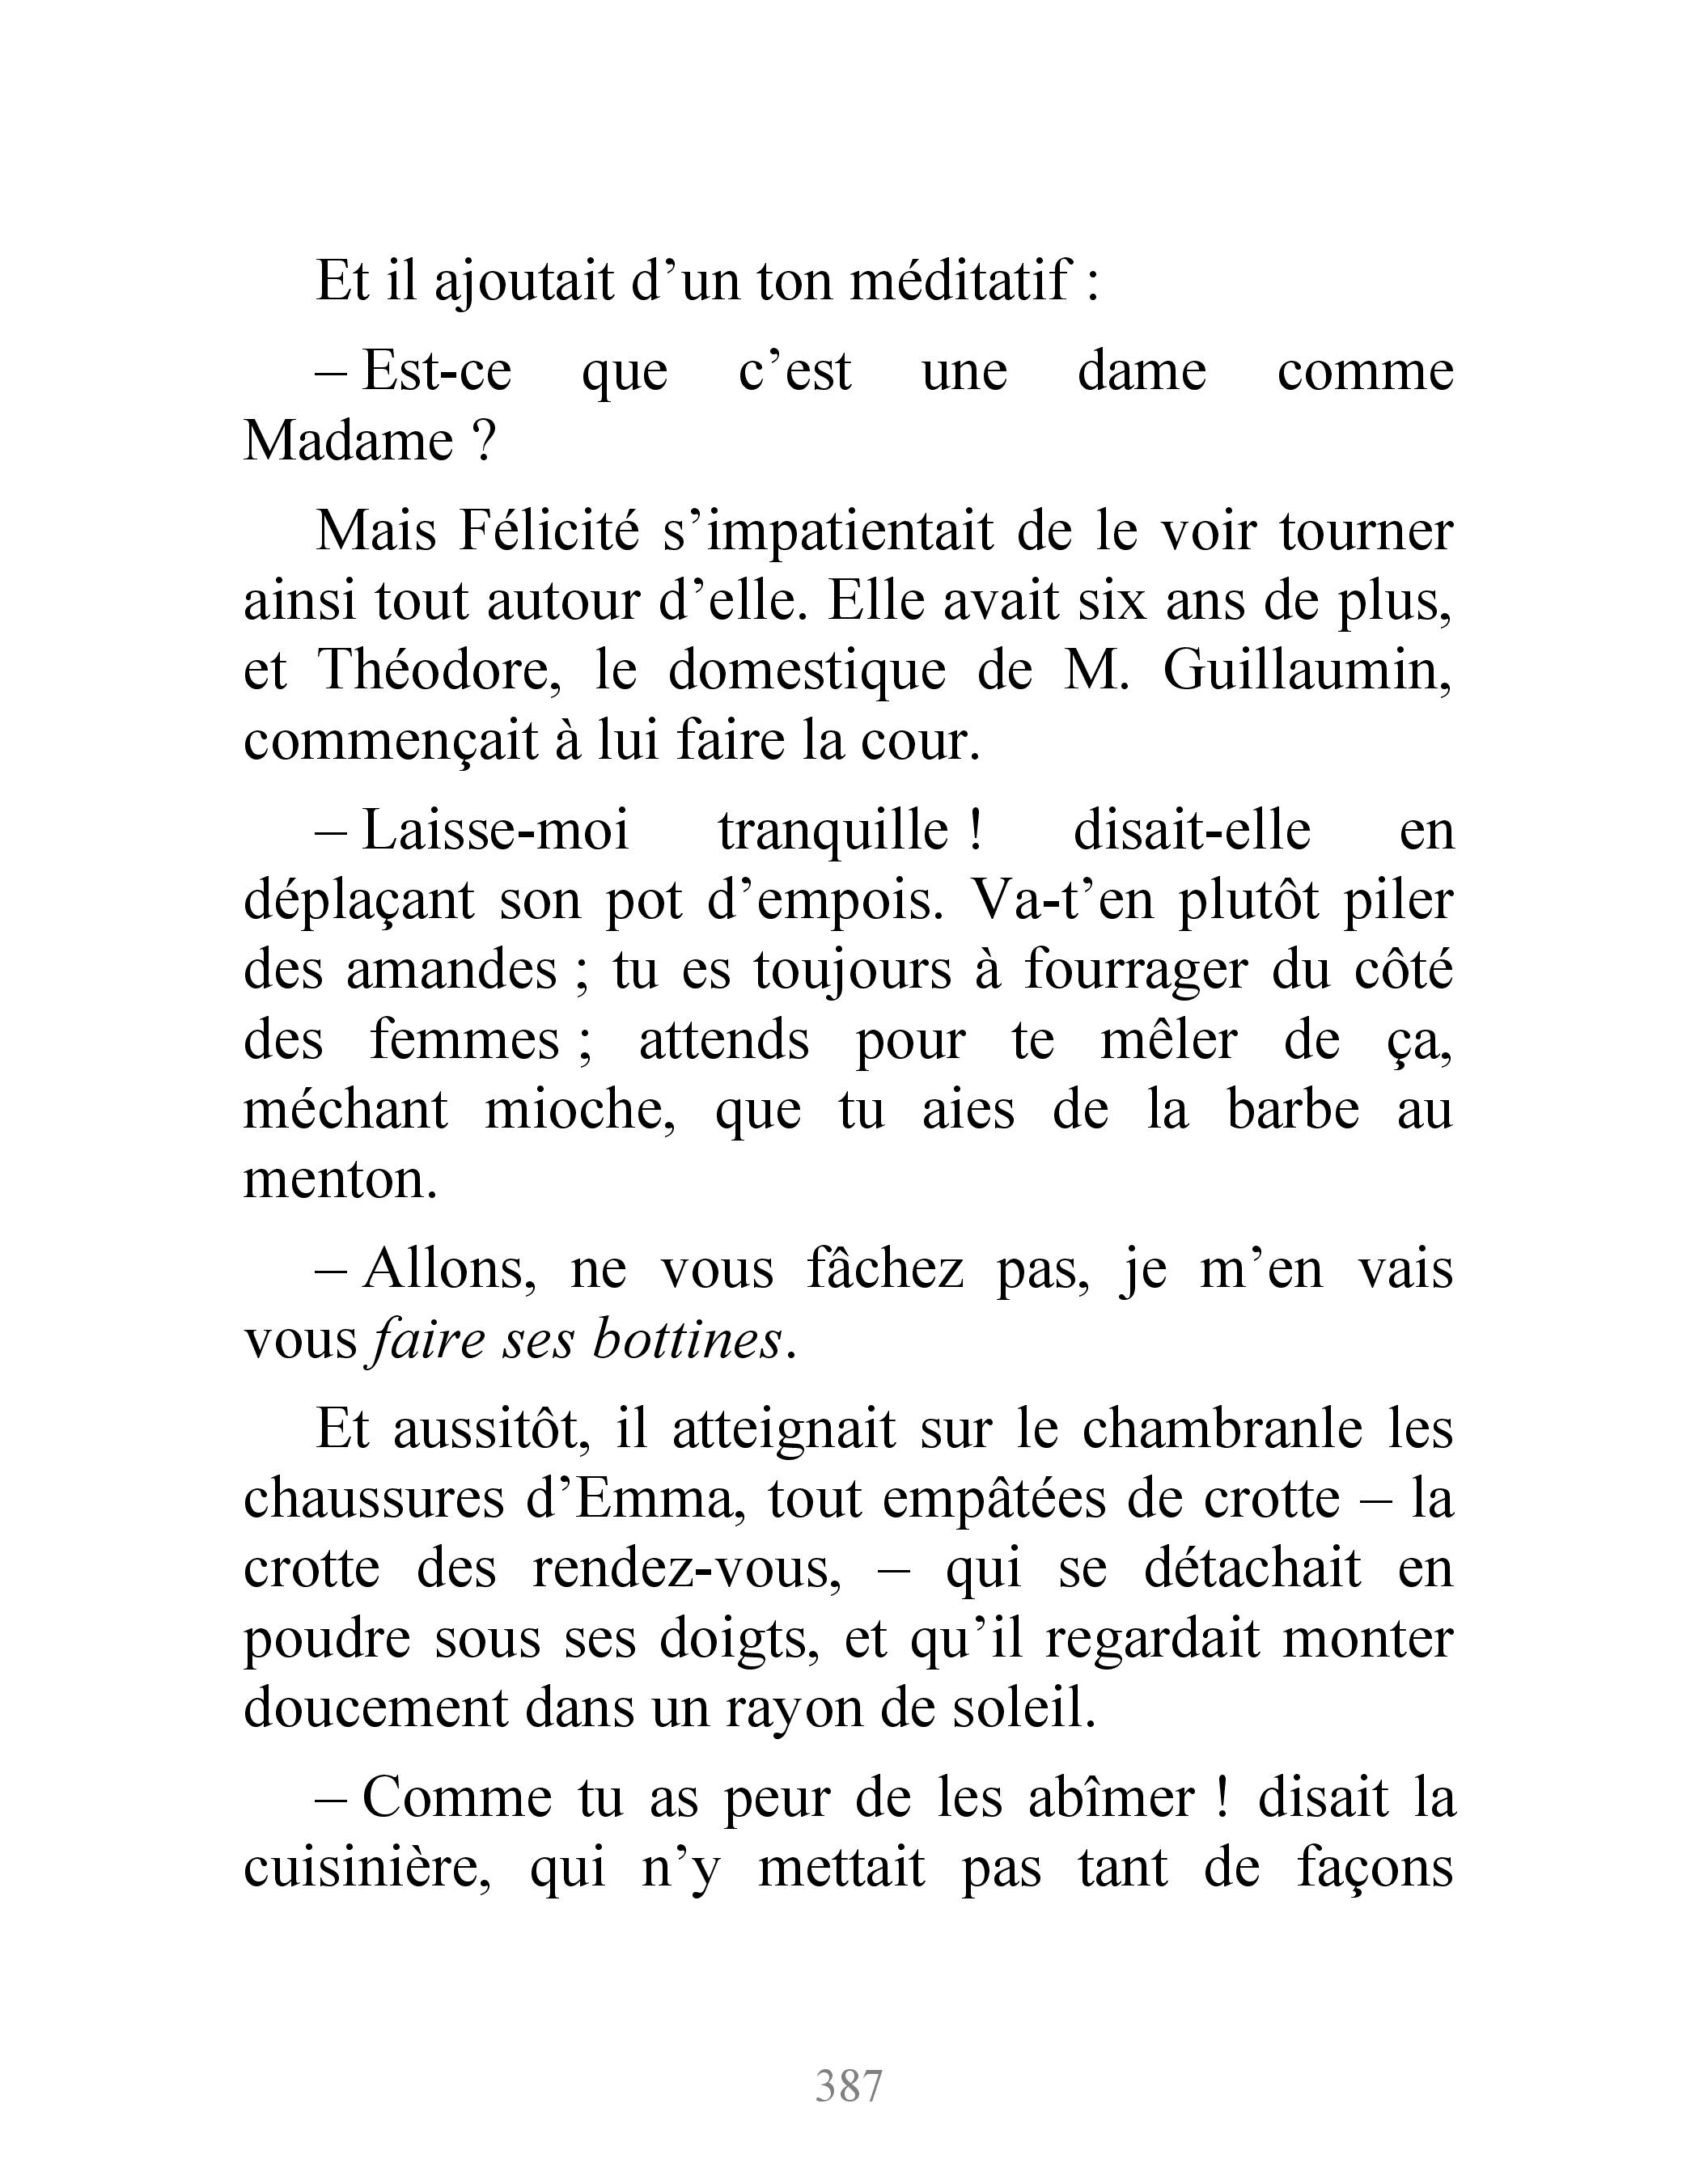 Et il ajoutait d’un ton méditatif :
– Est-ce que c’est une dame comme
Madame ?
Mais Félicité s’impatientait de le voir tourner
ainsi tout autour d’elle. Elle avait six ans de plus,
et Théodore, le domestique de M. Guillaumin,
commençait à lui faire la cour.
– Laisse-moi tranquille ! disait-elle en
déplaçant son pot d’empois. Va-t’en plutôt piler
des amandes ; tu es toujours à fourrager du côté
des femmes ; attends pour te mêler de ça,
méchant mioche, que tu aies de la barbe au
menton.
– Allons, ne vous fâchez pas, je m’en vais
vous faire ses bottines.
Et aussitôt, il atteignait sur le chambranle les
chaussures d’Emma, tout empâtées de crotte – la
crotte des rendez-vous, – qui se détachait en
poudre sous ses doigts, et qu’il regardait monter
doucement dans un rayon de soleil.
– Comme tu as peur de les abîmer ! disait la
cuisinière, qui n’y mettait pas tant de façons
387